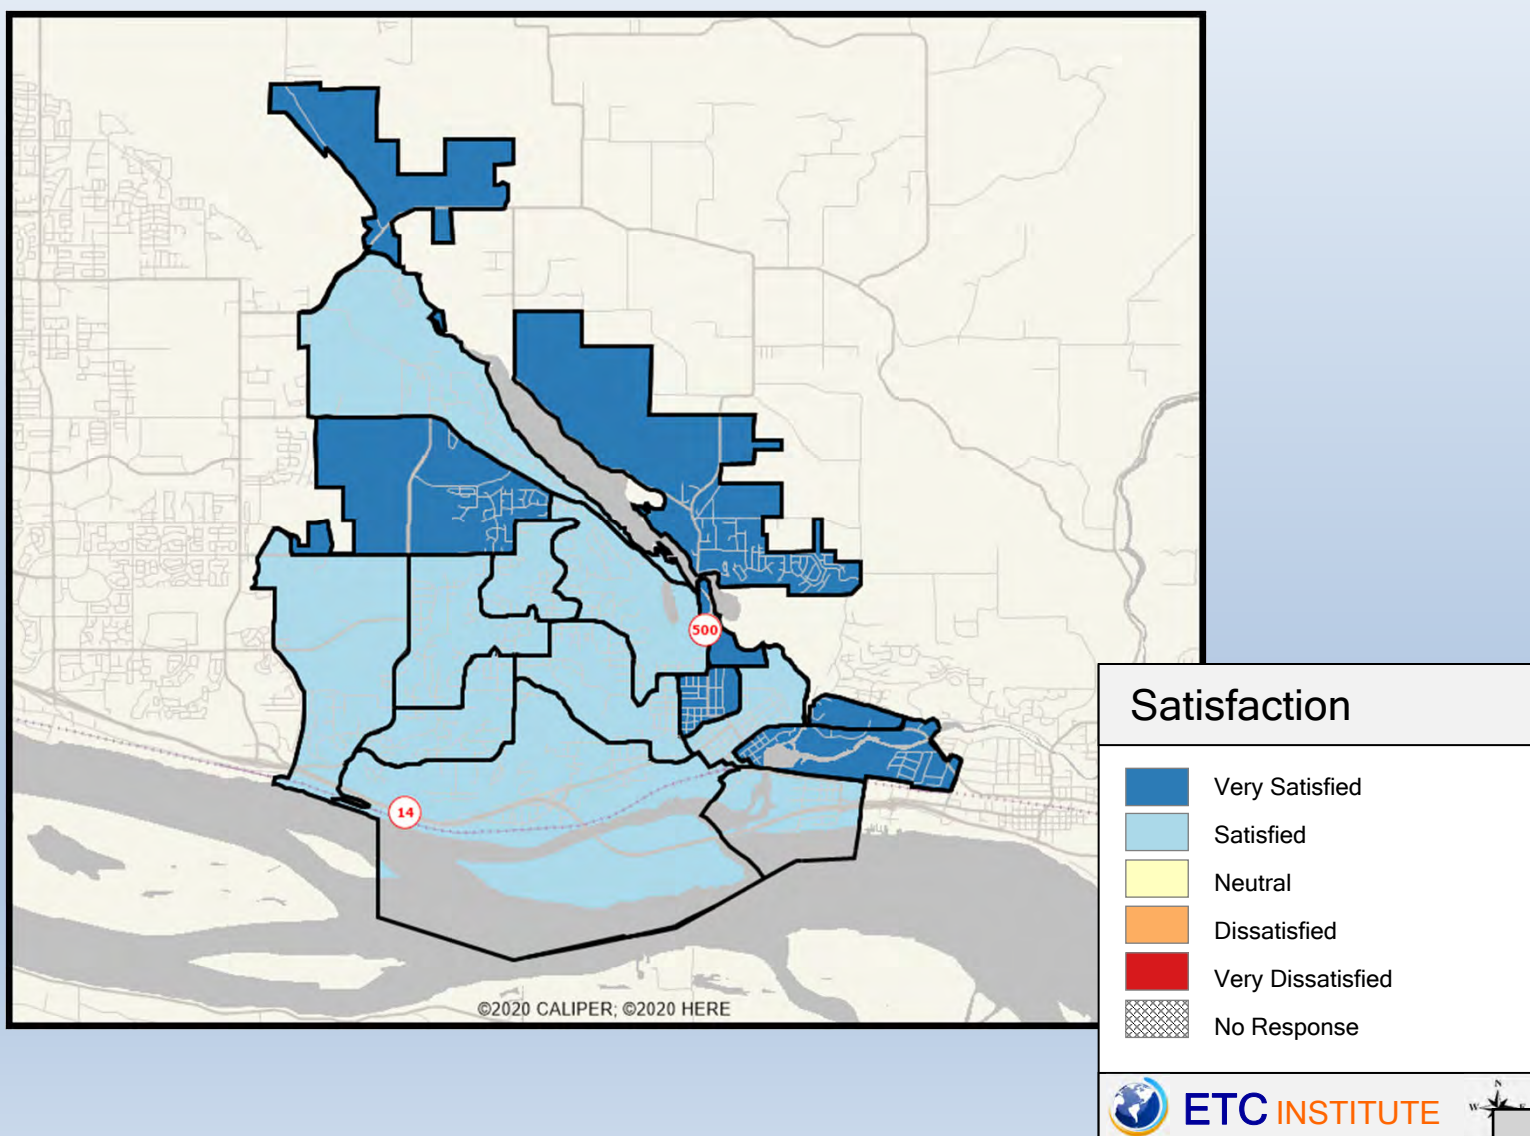 500
14
©2020 CALIPER; ©2020 HERE
Satisfaction
Very Satisfied
Satisfied
Neutral
Dissatisfied
Very Dissatisfied
No Response
ETC INSTITUTE
N
W E